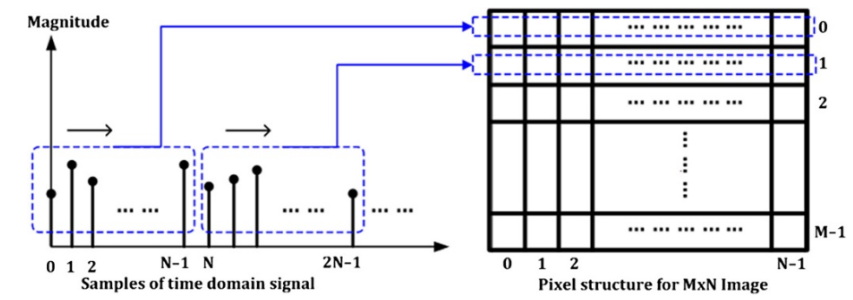 Magnitude
0
1
2
M-1
0 1 2 N-1 N 2N-1
0 1 2 N-1
Samples of time domain signal
Pixel structure for MxN Image